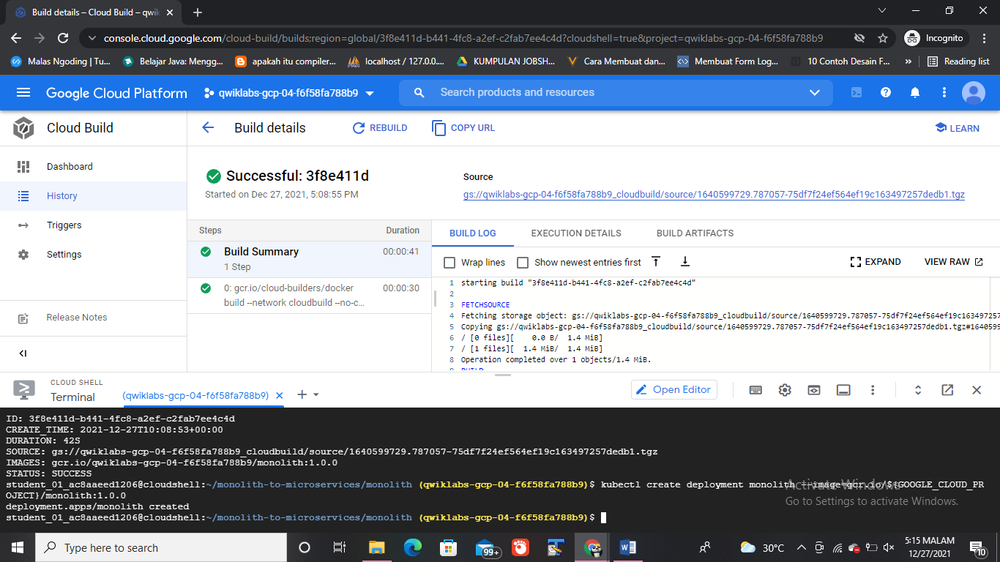 Build details – Cloud Build – qwik
console.cloud.google.com/cloud-build/builds;region=global/3f8e411d-b441-4fc8-a2ef-c2fab7ee4c4d?cloudshell=true&project=qwiklabs-gcp-04-f6f58fa788b9
Incognito
Malas Ngoding | Tu...
Belajar Java: Mengg...
apakah itu compiler...
localhost / 127.0.0....
KUMPULAN JOBSH...
Cara Membuat dan...
Membuat Form Log...
10 Contoh Desain F...
»
Reading list
Google Cloud Platform
qwiklabs-gcp-04-f6f58fa788b9
Search products and resources
Cloud Build
Build details
REBUILD
COPY URL
LEARN
Dashboard
History
Triggers
Settings
Release Notes
Successful: 3f8e411d
Started on Dec 27, 2021, 5:08:55 PM
Source
gs://qwiklabs-gcp-04-f6f58fa788b9_cloudbuild/source/1640599729.787057-75df7f24ef564ef19c163497257dedb1.tgz
Steps
Duration
Build Summary
00:00:41
1 Step
0: gcr.io/cloud-builders/docker
00:00:30
build --network cloudbuild --no-c...
BUILD LOG
EXECUTION DETAILS
BUILD ARTIFACTS
Wrap lines
Show newest entries first
EXPAND
VIEW RAW
1 starting build "3f8e411d-b441-4fc8-a2ef-c2fab7ee4c4d"
2
3 FETCHSOURCE
4 Fetching storage object: gs://qwiklabs-gcp-04-f6f58fa788b9_cloudbuild/source/1640599729.787057-75df7f24ef564ef19c163497257
5 Copying gs://qwiklabs-gcp-04-f6f58fa788b9_cloudbuild/source/1640599729.787057-75df7f24ef564ef19c163497257dedb1.tgz#1640599
6 / [0 files][ 0.0 B/ 1.4 MiB]
7 / [1 files][ 1.4 MiB/ 1.4 MiB]
8 Operation completed over 1 objects/1.4 MiB.
9 BUILD
CLOUD SHELL
Terminal
(qwiklabs-gcp-04-f6f58fa788b9)
Open Editor
ID: 3f8e411d-b441-4fc8-a2ef-c2fab7ee4c4d
CREATE_TIME: 2021-12-27T10:08:53+00:00
DURATION: 42S
SOURCE: gs://qwiklabs-gcp-04-f6f58fa788b9_cloudbuild/source/1640599729.787057-75df7f24ef564ef19c163497257dedb1.tgz
IMAGES: gcr.io/qwiklabs-gcp-04-f6f58fa788b9/monolith:1.0.0
STATUS: SUCCESS
student_01_ac8aaeed1206@cloudshell:~/monolith-to-microservices/monolith (qwiklabs-gcp-04-f6f58fa788b9)$ kubectl create deployment monolith --image=gcr.io/${GOOGLE_CLOUD_PR
OJECT}/monolith:1.0.0
deployment.apps/monolith created
student_01_ac8aaeed1206@cloudshell:~/monolith-to-microservices/monolith (qwiklabs-gcp-04-f6f58fa788b9)$
Activate Windows
Go to Settings to activate Windows.
Type here to search
99+
30°C
5:15 MALAM
12/27/2021
10